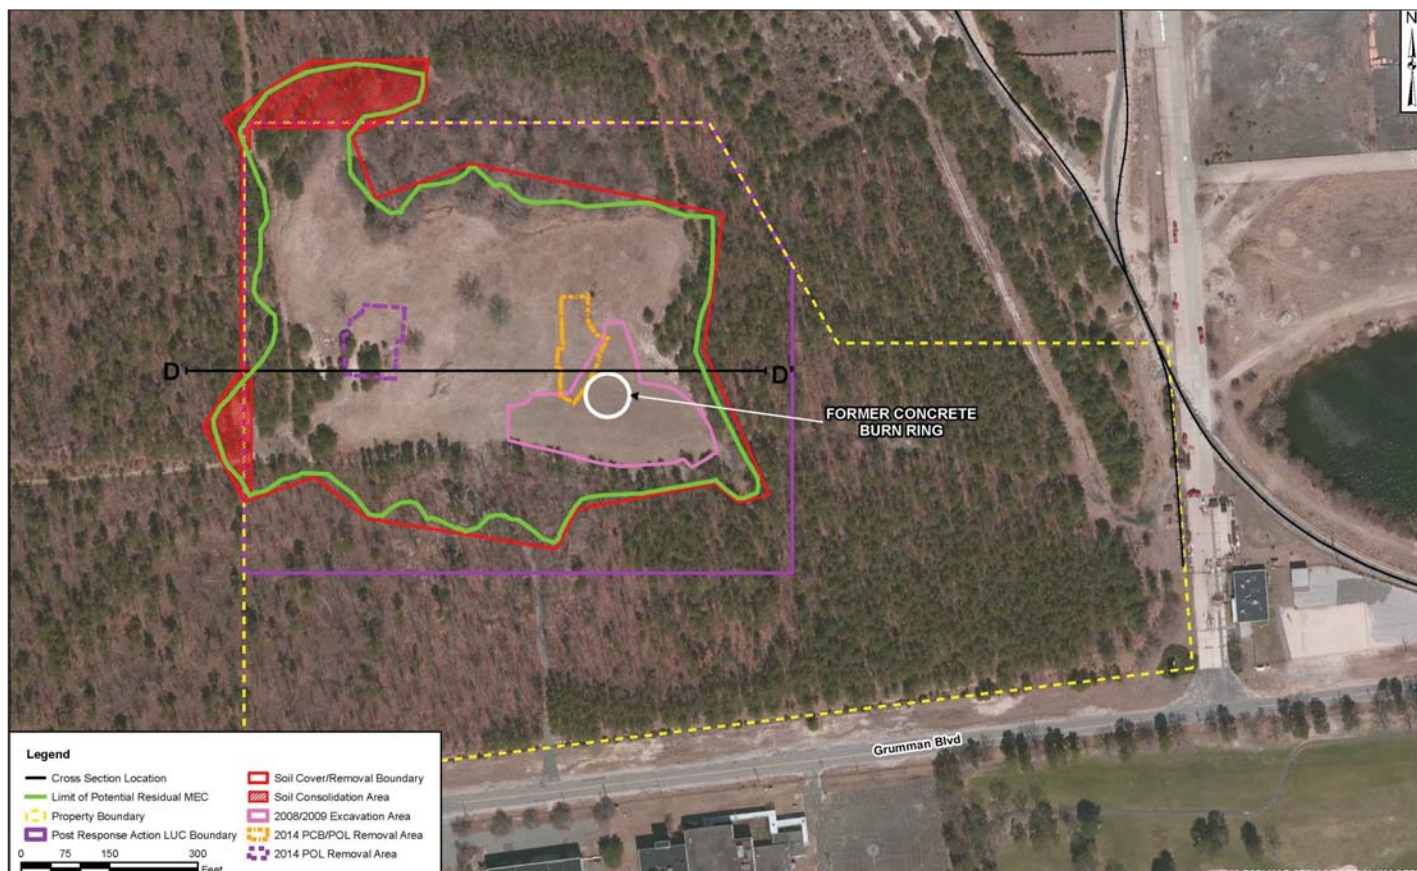 N
D
D'
FORMER CONCRETE
BURN RING
Grumman Blvd
Legend
Cross Section Location
Limit of Potential Residual MEC
Property Boundary
Post Response Action LUC Boundary
Soil Cover/Removal Boundary
Soil Consolidation Area
2008/2009 Excavation Area
2014 PCB/POL Removal Area
2014 POL Removal Area
0 75 150 300
Feet